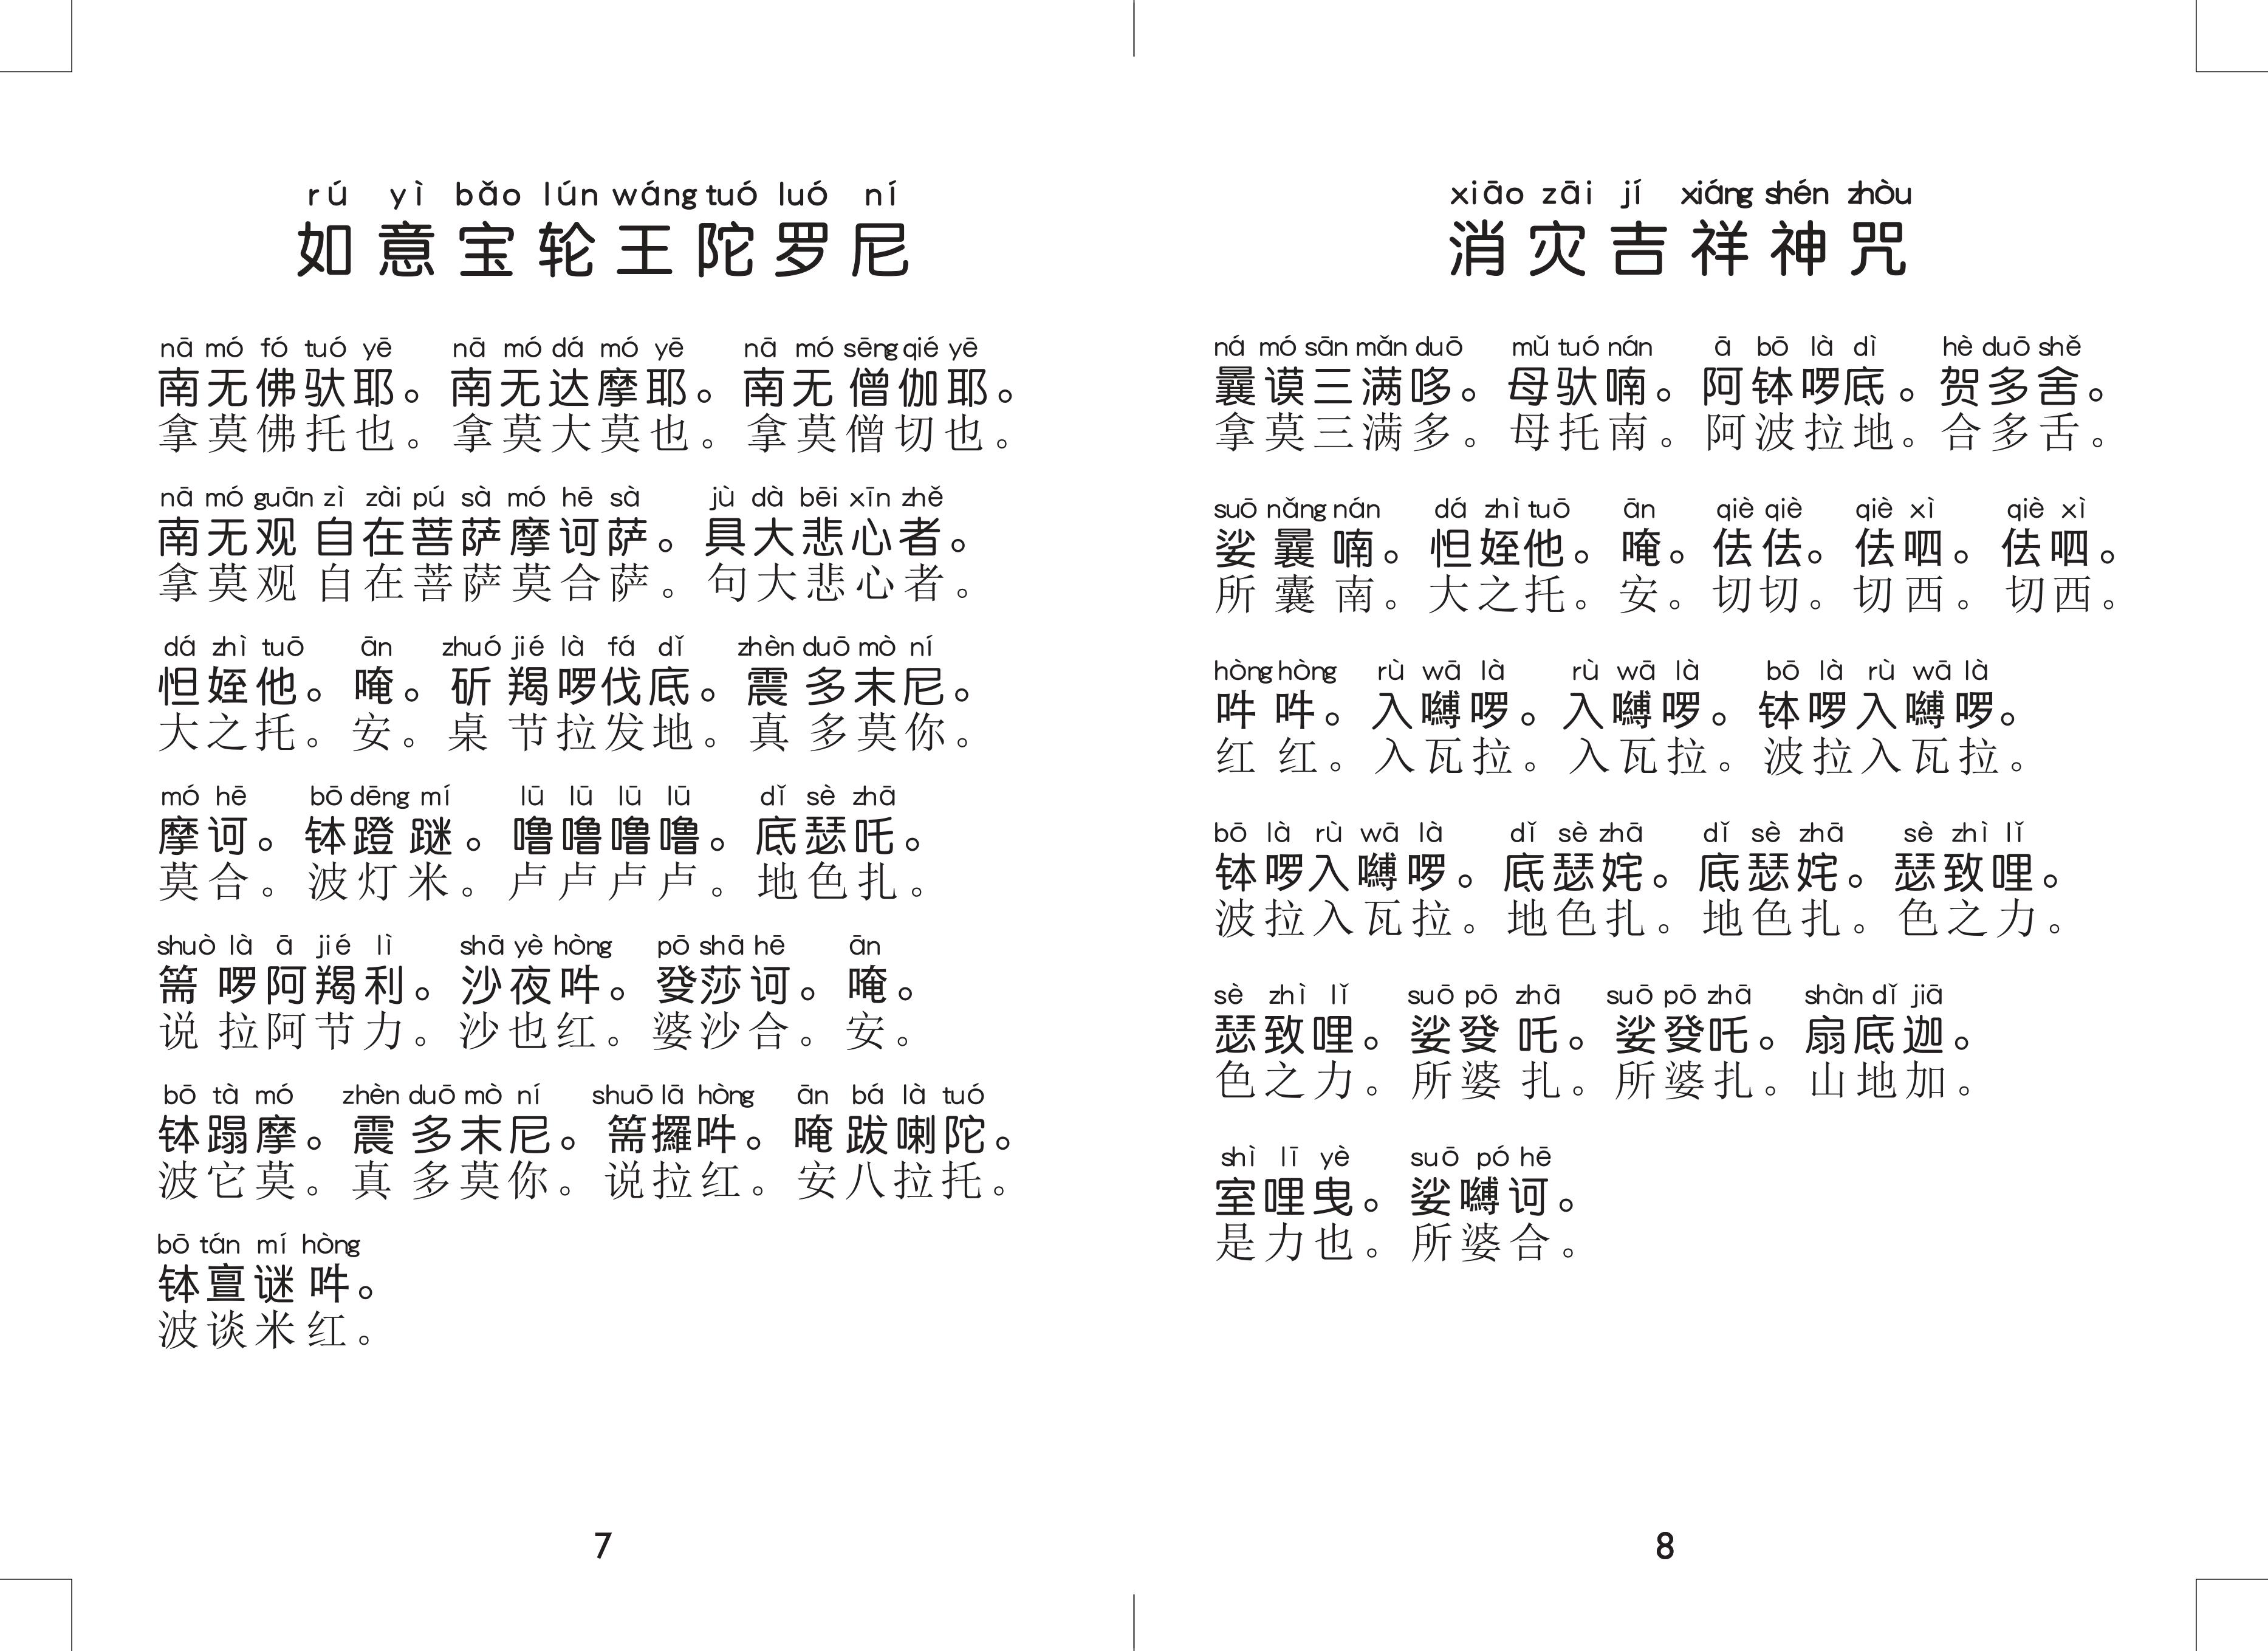 rú yì bǎo lún wáng tuó luó ní
如意宝轮王陀罗尼
nā mó fó tuó yē nā mó dá mó yē nā mó sēng qié yē
南无佛驮耶。南无达摩耶。南无僧伽耶。
拿莫佛托也。拿莫大莫也。拿莫僧切也。
nā mó guān zì zài pú sà mó hē sà jù dà bēi xīn zhě
南无观自在菩萨摩诃萨。具大悲心者。
拿莫观自在菩萨莫合萨。句大悲心者。
dá zhì tuō ān zhuó jié là fá dǐ zhèn duō mò ní
怛姪他。唵。斫羯啰伐底。震多末尼。
大之托。安。桌节拉发地。真多莫你。
mó hē bō dēng mí lū lū lū lū dǐ sè zhā
摩诃。钵蹬𨅬。噜噜噜噜。底瑟吒。
莫合。波灯米。卢卢卢卢。地色扎。
shuò là ā jié lì shā yè hòng pō shā hē ān
篅啰阿羯利。沙夜吽。癹莎诃。唵。
说拉阿节力。沙也红。婆沙合。安。
bō tà mó zhèn duō mò ní shuō lā hòng ān bá là tuó
钵蹋摩。震多末尼。篅攞吽。唵跋喇陀。
波它莫。真多莫你。说拉红。安八拉托。
bō tán mí hòng
钵亶谜吽。
波谈米红。
7
xiāo zāi jí xiáng shén zhòu
消灾吉祥神咒
ná mó sān mǎn duō mǔ tuó nán ā bō là dì hè duō shě
曩谟三满哆。母驮喃。阿钵啰底。贺多舍。
拿莫三满多。母托南。阿波拉地。合多舌。
suō nǎng nán dá zhì tuō ān qiè qiè qiè xì qiè xì
娑曩喃。怛姪他。唵。佉佉。佉呬。佉呬。
所囊南。大之托。安。切切。切西。切西。
hòng hòng rù wā là rù wā là bō là rù wā là
吽吽。入嚩啰。入嚩啰。钵啰入嚩啰。
红红。入瓦拉。入瓦拉。波拉入瓦拉。
bō là rù wā là dǐ sè zhā dǐ sè zhā sè zhì lǐ
钵啰入嚩啰。底瑟姹。底瑟姹。瑟致哩。
波拉入瓦拉。地色扎。地色扎。色之力。
sè zhì lǐ suō pō zhā suō pō zhā shàn dǐ jiā
瑟致哩。娑癹吒。娑癹吒。扇底迦。
色之力。所婆扎。所婆扎。山地加。
shì lī yè suō pó hē
室哩曳。娑嚩诃。
是力也。所婆合。
8